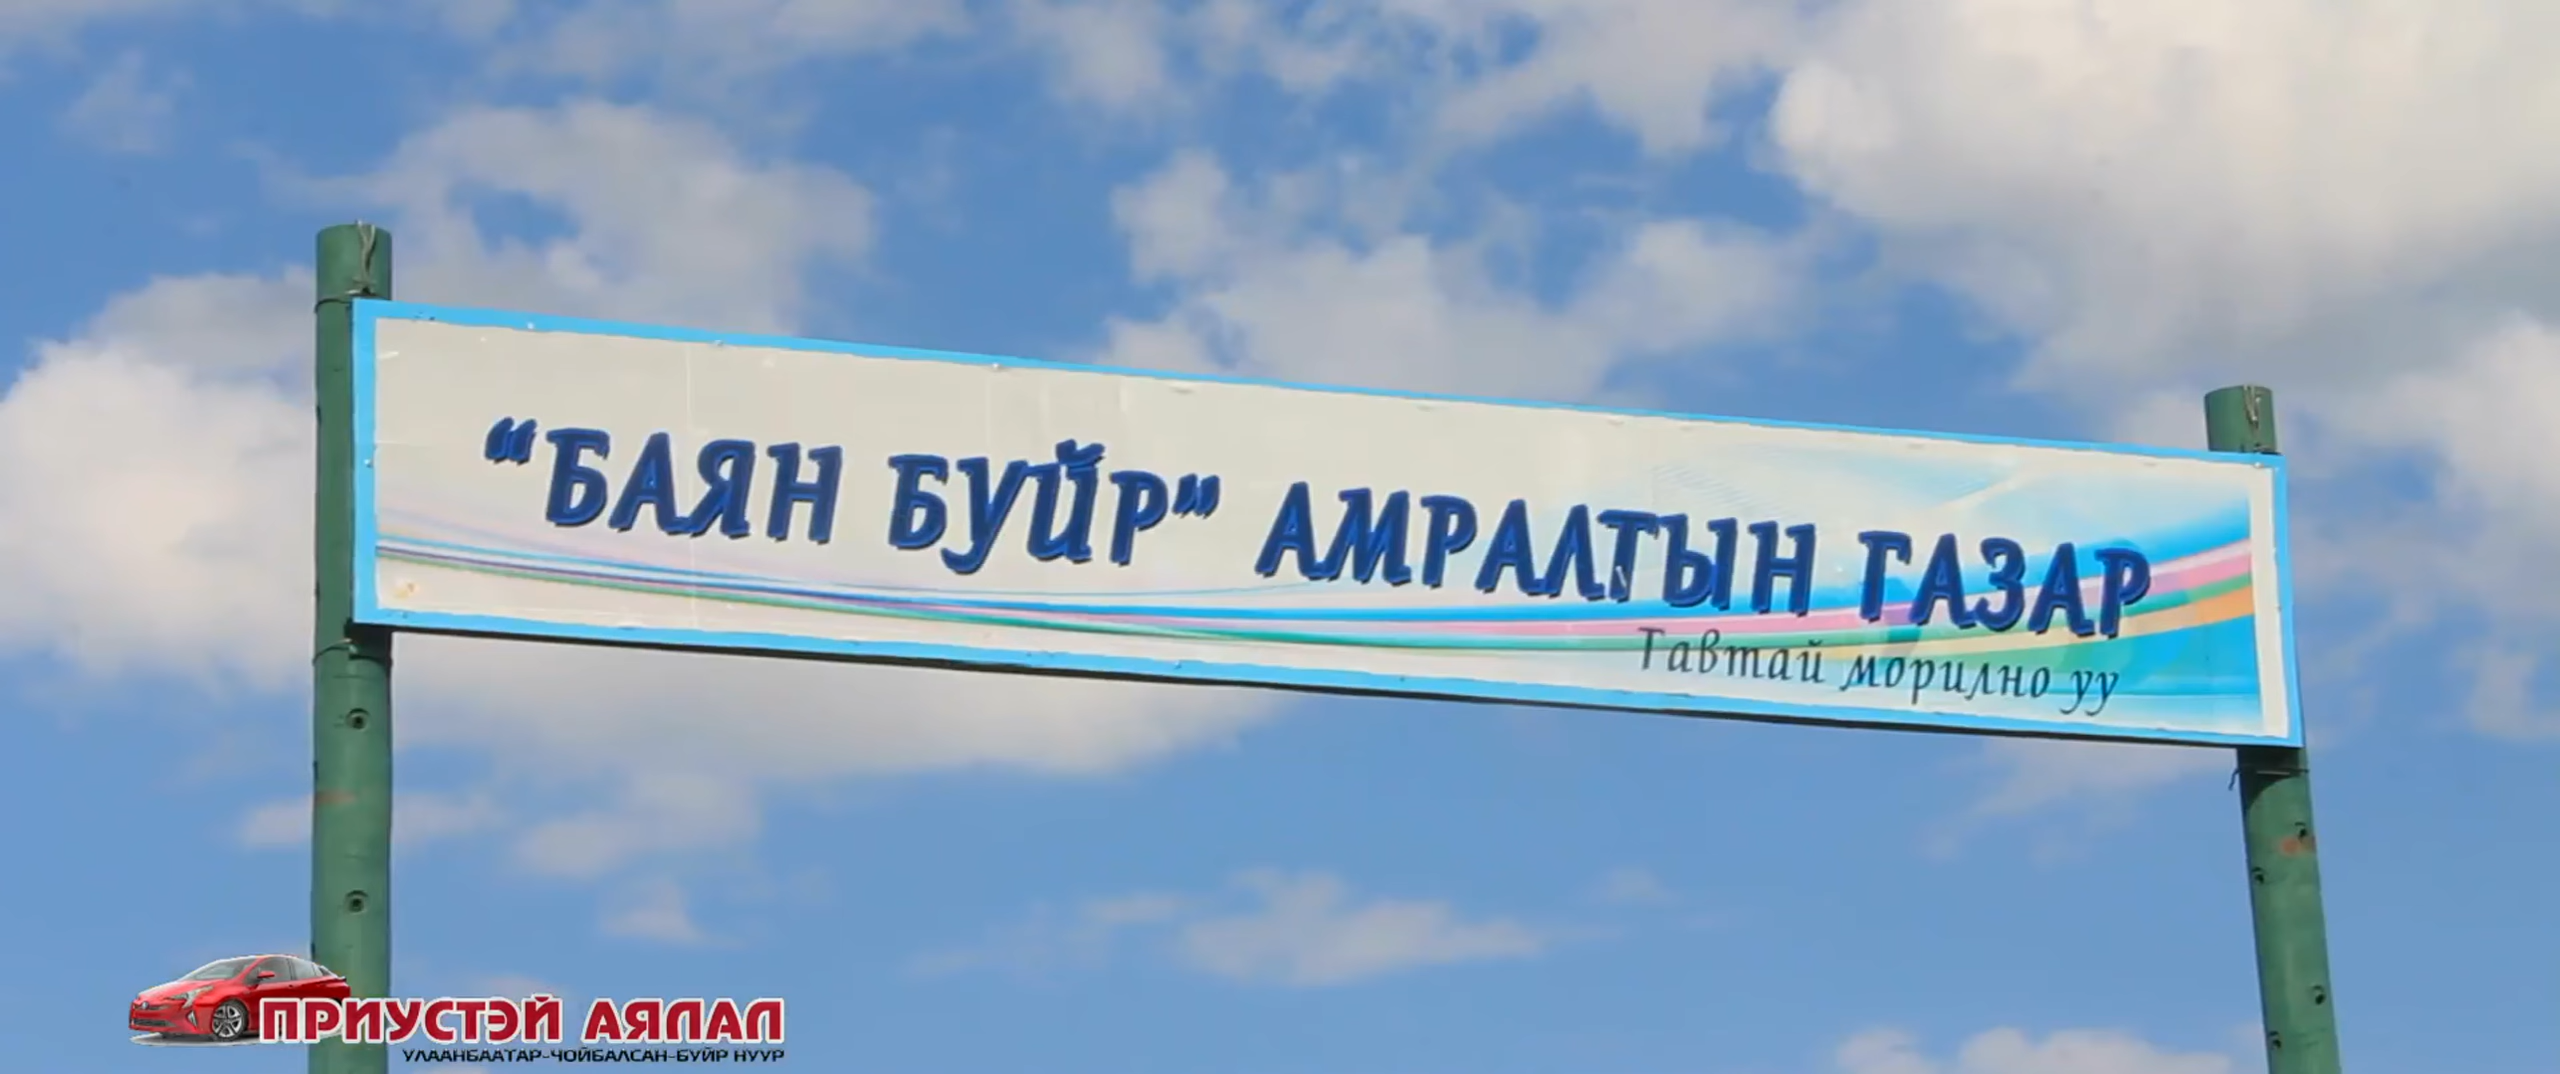 “БАЯН БУЙР” АМРАЛТЫН ГАЗАР
Тавтай морилно уу
ПРИУСТЭЙ АЯЛАЛ
УЛААНБААТАР-ЧОЙБАЛСАН-БУЙР НУУР